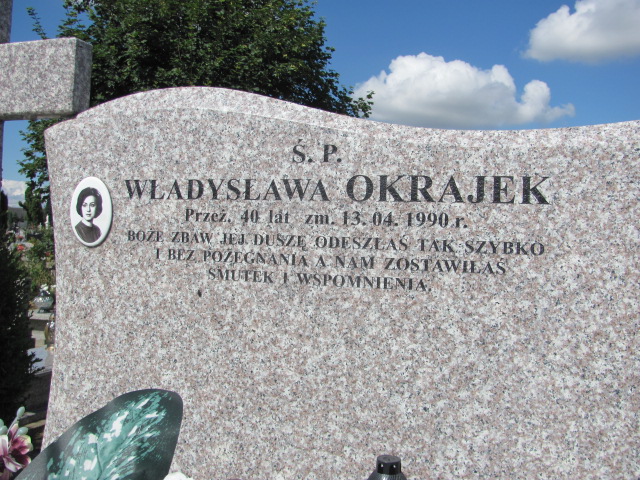 Ś. P.
WŁADYSŁAWA OKRAJEK
Przeż. 40 lat zm. 13. 04. 1990 r.
BOŻE ZBAW JEJ DUSZĘ ODESZŁAŚ TAK SZYBKO
I BEZ POŻEGNANIA A NAM ZOSTAWIŁAŚ
SMUTEK I WSPOMNIENIA.